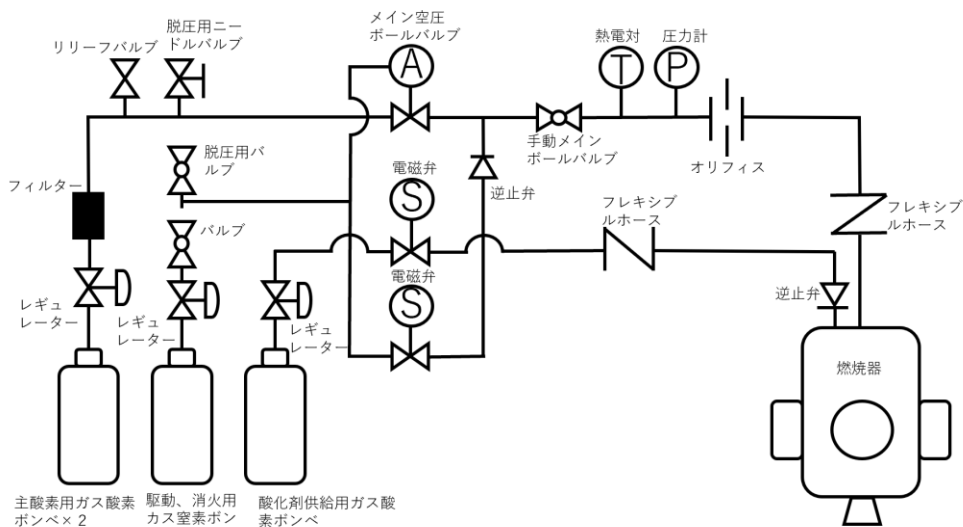 脱圧用ニー
ドルバルブ
リリーフバルブ
メイン空圧
ボールバルブ
A
熱電対
T
圧力計
P
オリフィス
手動メイン
ボールバルブ
脱圧用バ
ルブ
電磁弁
S
逆止弁
フィルター
バルブ
フレキシブ
ルホース
フレキシブ
ルホース
電磁弁
S
逆止弁
レギュ
レーター
レギュ
レーター
レギュ
レーター
燃焼器
主酸素用ガス酸素
ボンベ×2
駆動、消火用
ガス窒素ボン
酸化剤供給用ガス酸
素ボンベ